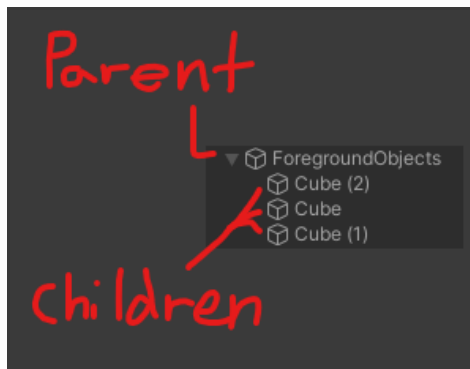 Parent
ForegroundObjects
Cube (2)
Cube
Cube (1)
Children